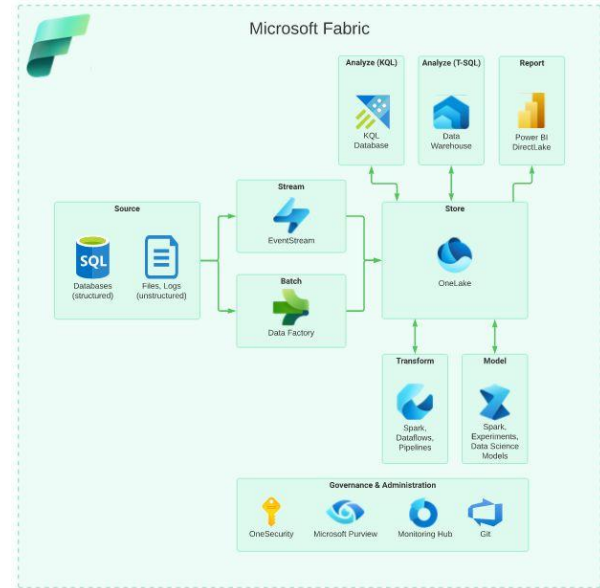 Microsoft Fabric
Analyze (KQL)
KQL
Database
Analyze (T-SQL)
Data
Warehouse
Report
Power BI
DirectLake
Source
SQL
Databases
(structured)
Files, Logs
(unstructured)
Stream
EventStream
Batch
Data Factory
Store
OneLake
Transform
Spark,
Dataflows,
Pipelines
Model
Spark,
Experiments,
Data Science
Models
Governance & Administration
OneSecurity
Microsoft Purview
Monitoring Hub
Git